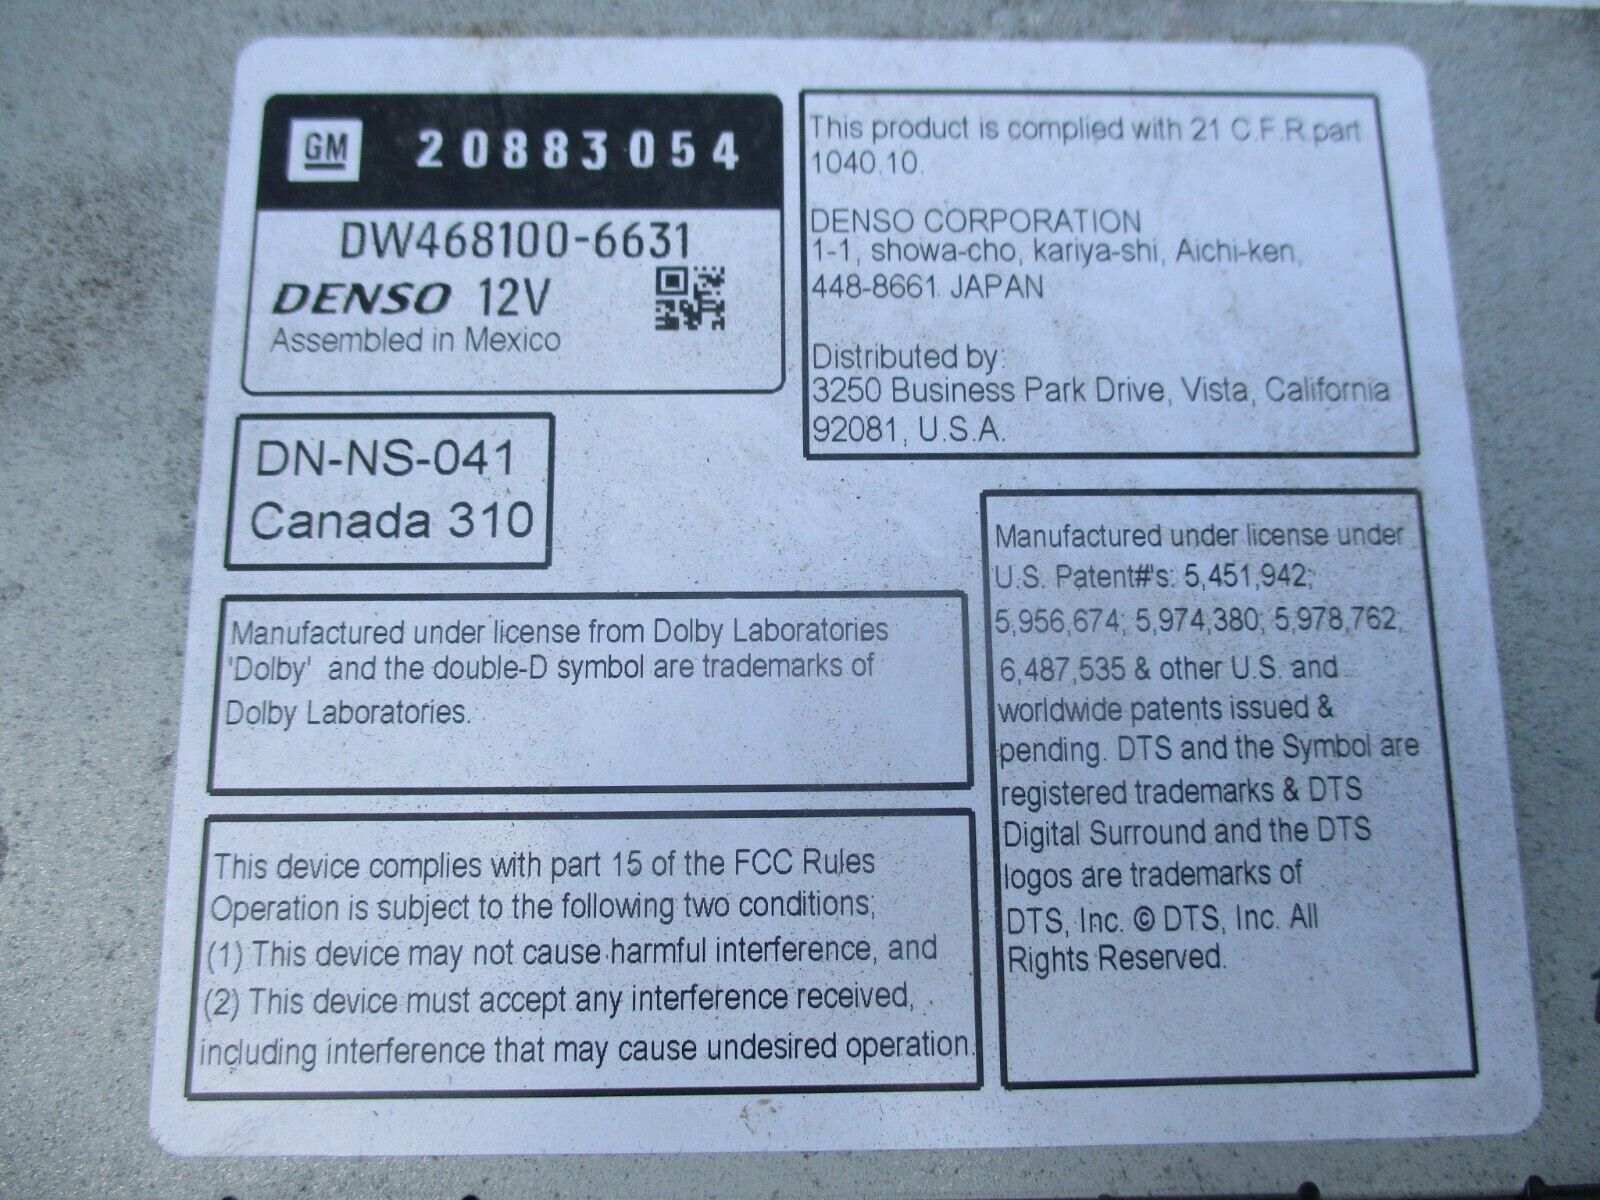 GM 20883054
DW468100-6631
DENSO 12V
Assembled in Mexico
This product is complied with 21 C.F.R.part
1040.10.
DENSO CORPORATION
1-1, showa-cho, kariya-shi, Aichi-ken,
448-8661 JAPAN
Distributed by:
3250 Business Park Drive, Vista, California
92081, U.S.A.
DN-NS-041
Canada 310
Manufactured under license from Dolby Laboratories
'Dolby' and the double-D symbol are trademarks of
Dolby Laboratories.
This device complies with part 15 of the FCC Rules
Operation is subject to the following two conditions;
(1) This device may not cause harmful interference, and
(2) This device must accept any interference received,
including interference that may cause undesired operation.
Manufactured under license under
U.S. Patent#'s: 5,451,942;
5,956,674; 5,974,380; 5,978,762;
6,487,535 & other U.S. and
worldwide patents issued &
pending. DTS and the Symbol are
registered trademarks & DTS
Digital Surround and the DTS
logos are trademarks of
DTS, Inc. © DTS, Inc. All
Rights Reserved.